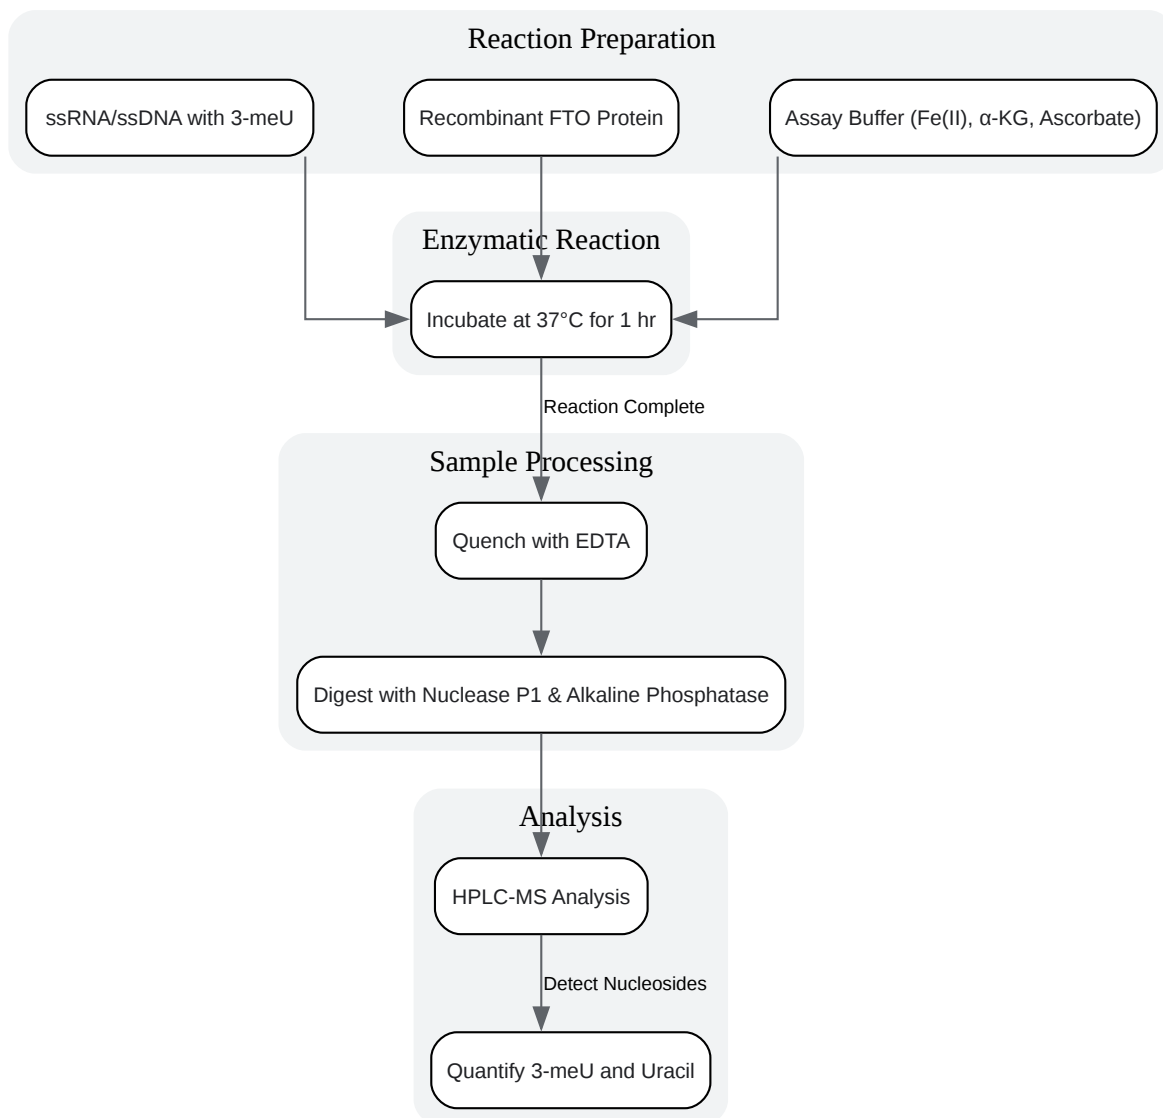 Reaction Preparation
ssRNA/ssDNA with 3-meU
Recombinant FTO Protein
Assay Buffer (Fe(II), α-KG, Ascorbate)
Enzymatic Reaction
Incubate at 37°C for 1 hr
Reaction Complete
Sample Processing
Quench with EDTA
Digest with Nuclease P1 & Alkaline Phosphatase
Analysis
HPLC-MS Analysis
Detect Nucleosides
Quantify 3-meU and Uracil